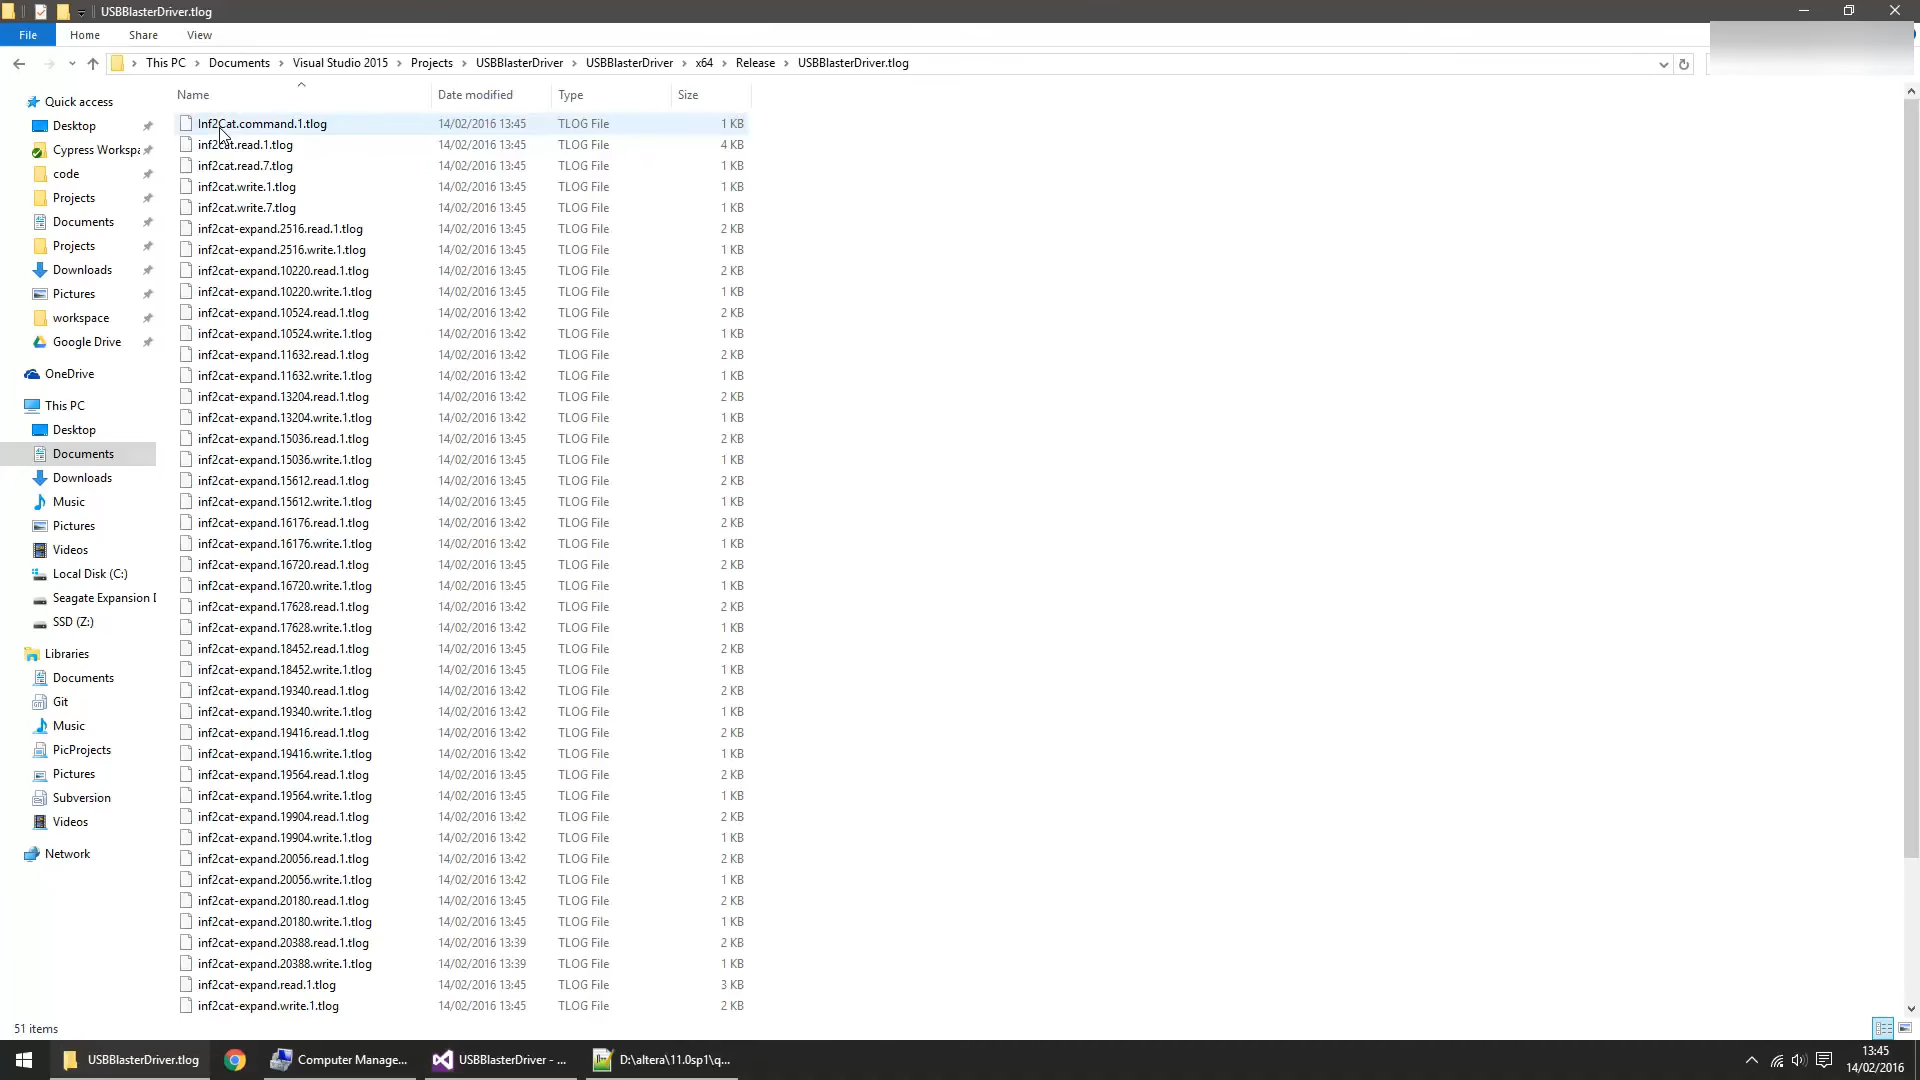 USBBlasterDriver.tlog
File Home Share View
This PC Documents Visual Studio 2015 Projects USBBlasterDriver USBBlasterDriver x64 Release USBBlasterDriver.tlog
Name Date modified Type Size
Quick access
Desktop
Cypress Workspa
code
Projects
Documents
Projects
Downloads
Pictures
workspace
Google Drive
OneDrive
This PC
Desktop
Documents
Downloads
Music
Pictures
Videos
Local Disk (C:)
Seagate Expansion D
SSD (Z:)
Libraries
Documents
Git
Music
PicProjects
Pictures
Subversion
Videos
Network
Inf2Cat.command.1.tlog 14/02/2016 13:45 TLOG File 1 KB
inf2cat.read.1.tlog 14/02/2016 13:45 TLOG File 4 KB
inf2cat.read.7.tlog 14/02/2016 13:45 TLOG File 1 KB
inf2cat.write.1.tlog 14/02/2016 13:45 TLOG File 1 KB
inf2cat.write.7.tlog 14/02/2016 13:45 TLOG File 1 KB
inf2cat-expand.2516.read.1.tlog 14/02/2016 13:45 TLOG File 2 KB
inf2cat-expand.2516.write.1.tlog 14/02/2016 13:45 TLOG File 1 KB
inf2cat-expand.10220.read.1.tlog 14/02/2016 13:45 TLOG File 2 KB
inf2cat-expand.10220.write.1.tlog 14/02/2016 13:45 TLOG File 1 KB
inf2cat-expand.10524.read.1.tlog 14/02/2016 13:42 TLOG File 2 KB
inf2cat-expand.10524.write.1.tlog 14/02/2016 13:42 TLOG File 1 KB
inf2cat-expand.11632.read.1.tlog 14/02/2016 13:42 TLOG File 2 KB
inf2cat-expand.11632.write.1.tlog 14/02/2016 13:42 TLOG File 1 KB
inf2cat-expand.13204.read.1.tlog 14/02/2016 13:42 TLOG File 2 KB
inf2cat-expand.13204.write.1.tlog 14/02/2016 13:42 TLOG File 1 KB
inf2cat-expand.15036.read.1.tlog 14/02/2016 13:45 TLOG File 2 KB
inf2cat-expand.15036.write.1.tlog 14/02/2016 13:45 TLOG File 1 KB
inf2cat-expand.15612.read.1.tlog 14/02/2016 13:45 TLOG File 2 KB
inf2cat-expand.15612.write.1.tlog 14/02/2016 13:45 TLOG File 1 KB
inf2cat-expand.16176.read.1.tlog 14/02/2016 13:42 TLOG File 2 KB
inf2cat-expand.16176.write.1.tlog 14/02/2016 13:42 TLOG File 1 KB
inf2cat-expand.16720.read.1.tlog 14/02/2016 13:45 TLOG File 2 KB
inf2cat-expand.16720.write.1.tlog 14/02/2016 13:45 TLOG File 1 KB
inf2cat-expand.17628.read.1.tlog 14/02/2016 13:42 TLOG File 2 KB
inf2cat-expand.17628.write.1.tlog 14/02/2016 13:42 TLOG File 1 KB
inf2cat-expand.18452.read.1.tlog 14/02/2016 13:45 TLOG File 2 KB
inf2cat-expand.18452.write.1.tlog 14/02/2016 13:45 TLOG File 1 KB
inf2cat-expand.19340.read.1.tlog 14/02/2016 13:42 TLOG File 2 KB
inf2cat-expand.19340.write.1.tlog 14/02/2016 13:42 TLOG File 1 KB
inf2cat-expand.19416.read.1.tlog 14/02/2016 13:42 TLOG File 2 KB
inf2cat-expand.19416.write.1.tlog 14/02/2016 13:42 TLOG File 1 KB
inf2cat-expand.19564.read.1.tlog 14/02/2016 13:45 TLOG File 2 KB
inf2cat-expand.19564.write.1.tlog 14/02/2016 13:45 TLOG File 1 KB
inf2cat-expand.19904.read.1.tlog 14/02/2016 13:42 TLOG File 2 KB
inf2cat-expand.19904.write.1.tlog 14/02/2016 13:42 TLOG File 1 KB
inf2cat-expand.20056.read.1.tlog 14/02/2016 13:42 TLOG File 2 KB
inf2cat-expand.20056.write.1.tlog 14/02/2016 13:42 TLOG File 1 KB
inf2cat-expand.20180.read.1.tlog 14/02/2016 13:45 TLOG File 2 KB
inf2cat-expand.20180.write.1.tlog 14/02/2016 13:45 TLOG File 1 KB
inf2cat-expand.20388.read.1.tlog 14/02/2016 13:39 TLOG File 2 KB
inf2cat-expand.20388.write.1.tlog 14/02/2016 13:39 TLOG File 1 KB
inf2cat-expand.read.1.tlog 14/02/2016 13:45 TLOG File 3 KB
inf2cat-expand.write.1.tlog 14/02/2016 13:45 TLOG File 2 KB
51 items
USBBlasterDriver.tlog Computer Manage... USBBlasterDriver - ... D:\altera\11.0sp1\q...
13:45
14/02/2016